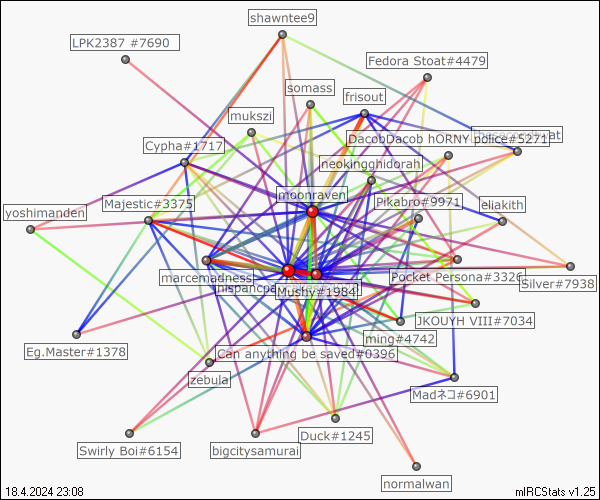 shawntee9
LPK2387 #7690
Fedora Stoat#4479
somass
frisout
mukszi
DacobDacob hORNY police#5271
Cypha#1717
neokingghidorah
moonraven
Majestic#3375
Pikabro#9971
eliakith
yoshimanden
marcemadness
Pocket Persona#3326
Silver#7938
Mushy#1984
JKOUYH VIII#7034
ming#4742
Eg.Master#1378
Can anything be saved#0396
zebula
Madネコ#6901
Duck#1245
Swirly Boi#6154
bigcitysamurai
normalwan
18.4.2024 23:08
mIRCStats v1.25